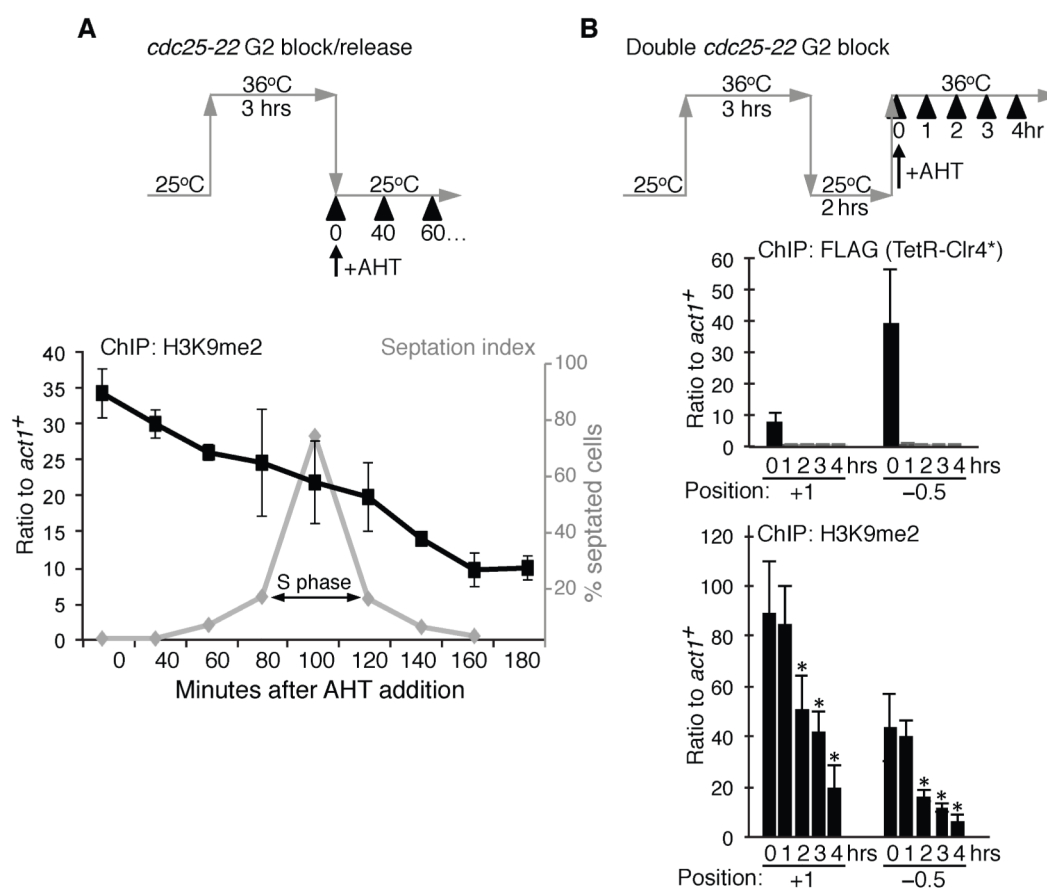 A
cdc25-22 G2 block/release
36°C
3 hrs
25°C
25°C
0 40 60...
+AHT
ChIP: H3K9me2
Septation index
Ratio to act1+
40
35
30
25
20
15
10
5
0
100
80
60
40
20
% septated cells
S phase
0 40 60 80 100 120 140 160 180
Minutes after AHT addition
B
Double cdc25-22 G2 block
36°C
3 hrs
36°C
0 1 2 3 4hr
25°C
25°C
2 hrs
+AHT
ChIP: FLAG (TetR-Clr4*)
Ratio to act1+
60
50
40
30
20
10
0
0 1 2 3 4 hrs 0 1 2 3 4 hrs
Position: +1 −0.5
ChIP: H3K9me2
Ratio to act1+
120
100
80
60
40
20
0
* * * * * *
0 1 2 3 4 hrs 0 1 2 3 4 hrs
Position: +1 −0.5